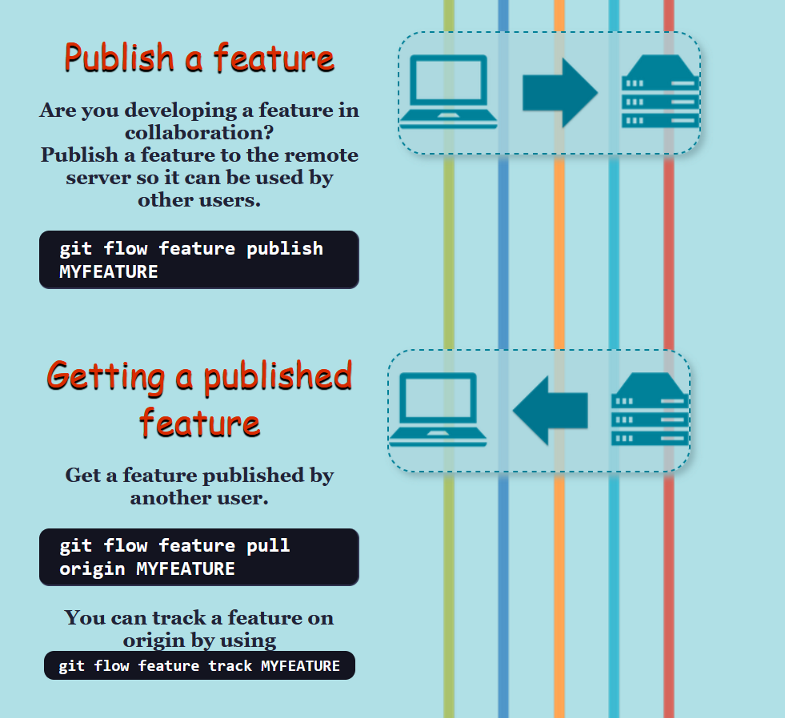 Publish a feature
Are you developing a feature in
collaboration?
Publish a feature to the remote
server so it can be used by
other users.
git flow feature publish
MYFEATURE
Getting a published
feature
Get a feature published by
another user.
git flow feature pull
origin MYFEATURE
You can track a feature on
origin by using
git flow feature track MYFEATURE